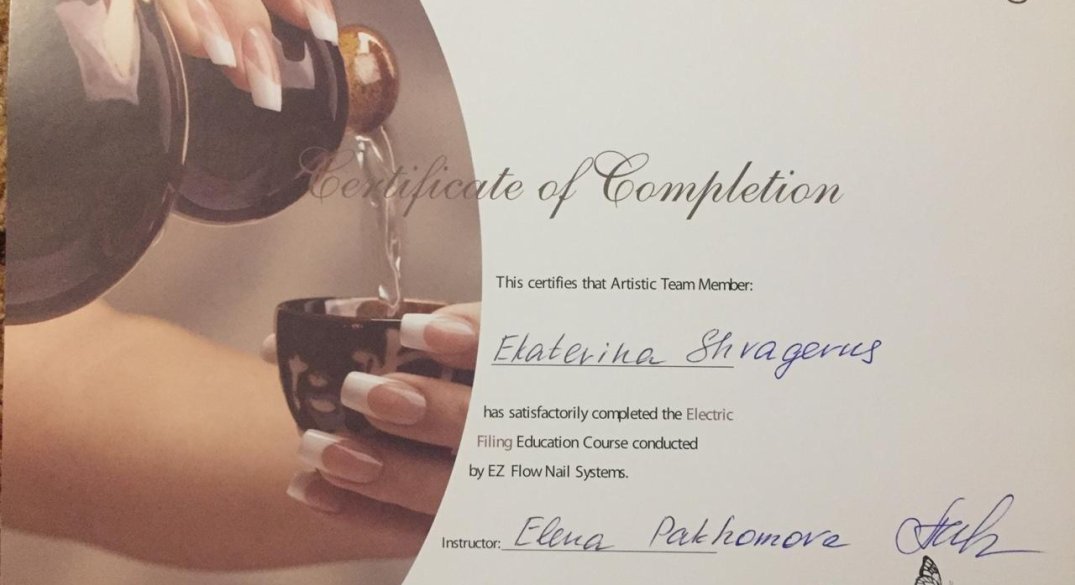 Certificate of Completion
This certifies that Artistic Team Member:
Ekaterina Shvagerus
has satisfactorily completed the Electric
Filing Education Course conducted
by EZ Flow Nail Systems.
Instructor: Elena Pakhomova